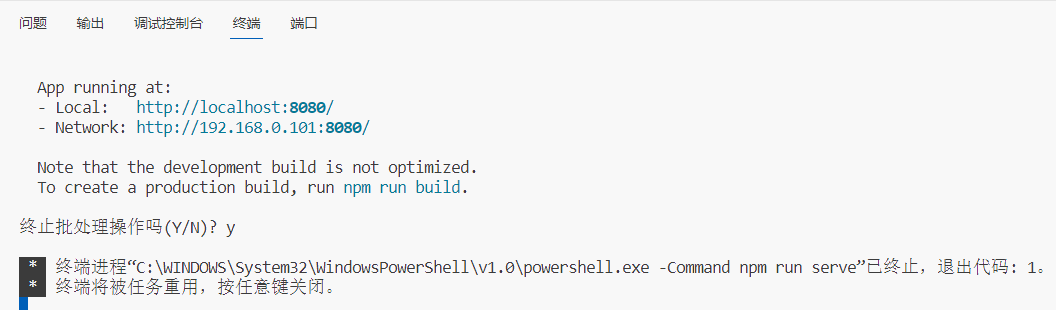 问题 输出 调试控制台 终端 端口
App running at:
- Local: http://localhost:8080/
- Network: http://192.168.0.101:8080/
Note that the development build is not optimized.
To create a production build, run npm run build.
终止批处理操作吗(Y/N)? y
* 终端进程“C:\WINDOWS\System32\WindowsPowerShell\v1.0\powershell.exe -Command npm run serve”已终止，退出代码: 1。
* 终端将被任务重用，按任意键关闭。